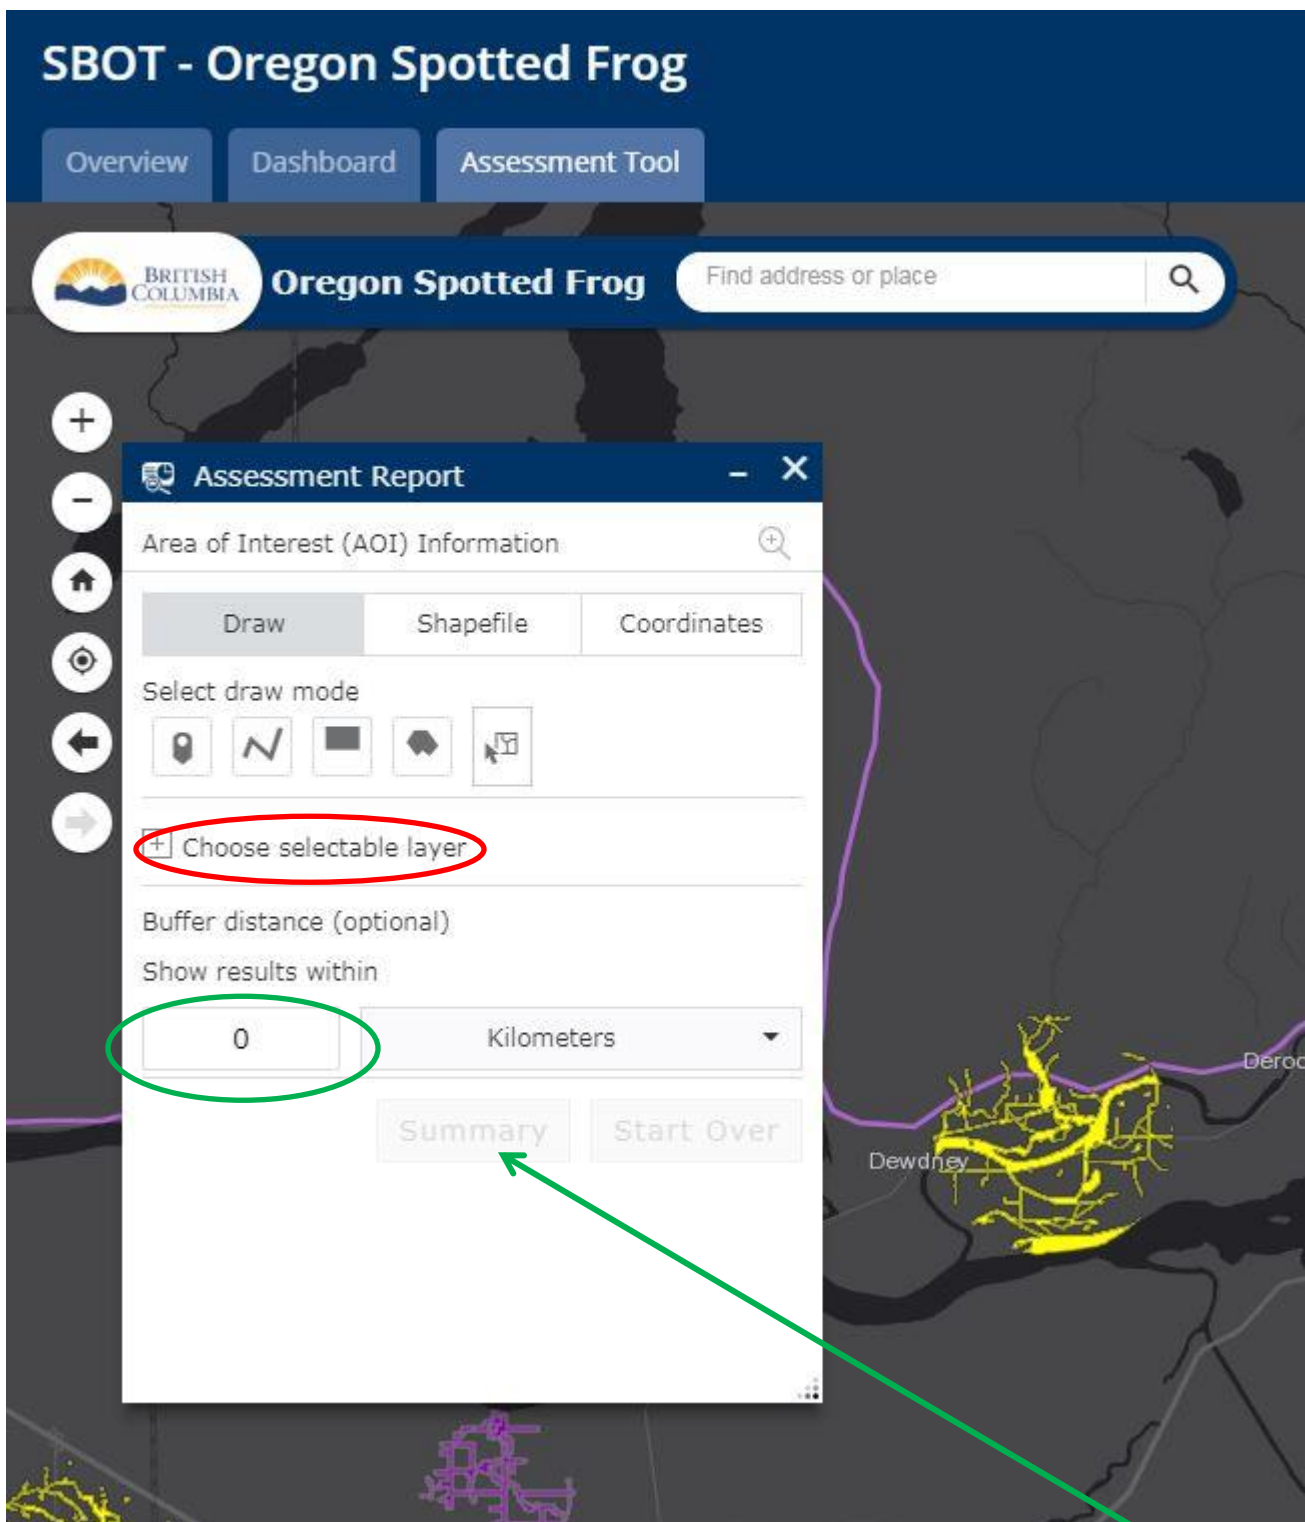 SBOT - Oregon Spotted Frog
Overview Dashboard Assessment Tool
BRITISH
COLUMBIA
Oregon Spotted Frog Find address or place
Assessment Report
Area of Interest (AOI) Information
Draw Shapefile Coordinates
Select draw mode
Choose selectable layer
Buffer distance (optional)
Show results within
0 Kilometers
Deroc
Summary Start Over
Dewdney